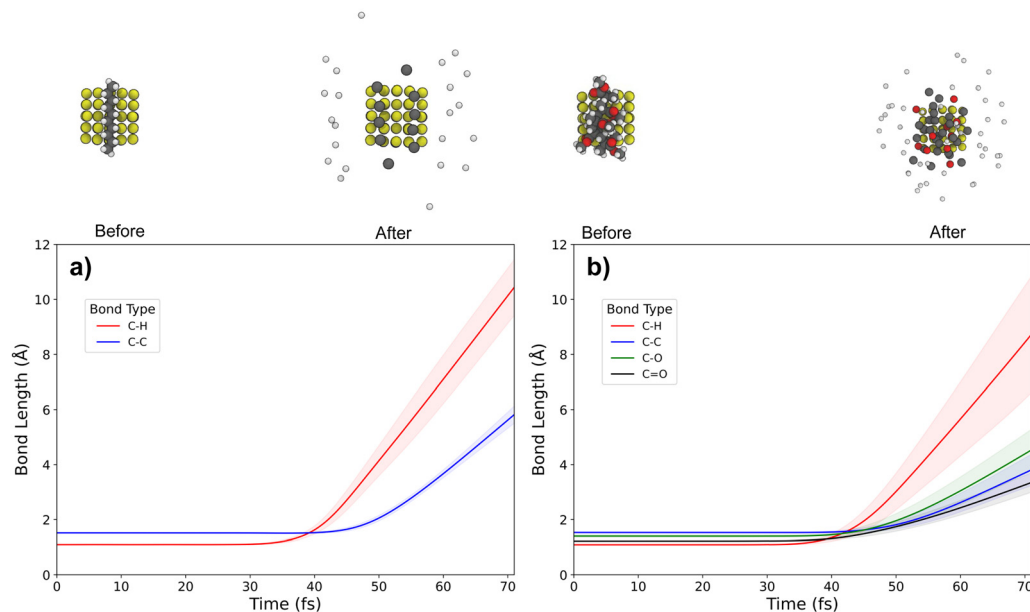 Before
After
a)
Bond Type
C-H
C-C
Bond Length (Å)
12
10
8
6
4
2
0
0 10 20 30 40 50 60 70
Time (fs)
Before
After
b)
Bond Type
C-H
C-C
C-O
C=O
Bond Length (Å)
12
10
8
6
4
2
0
0 10 20 30 40 50 60 70
Time (fs)